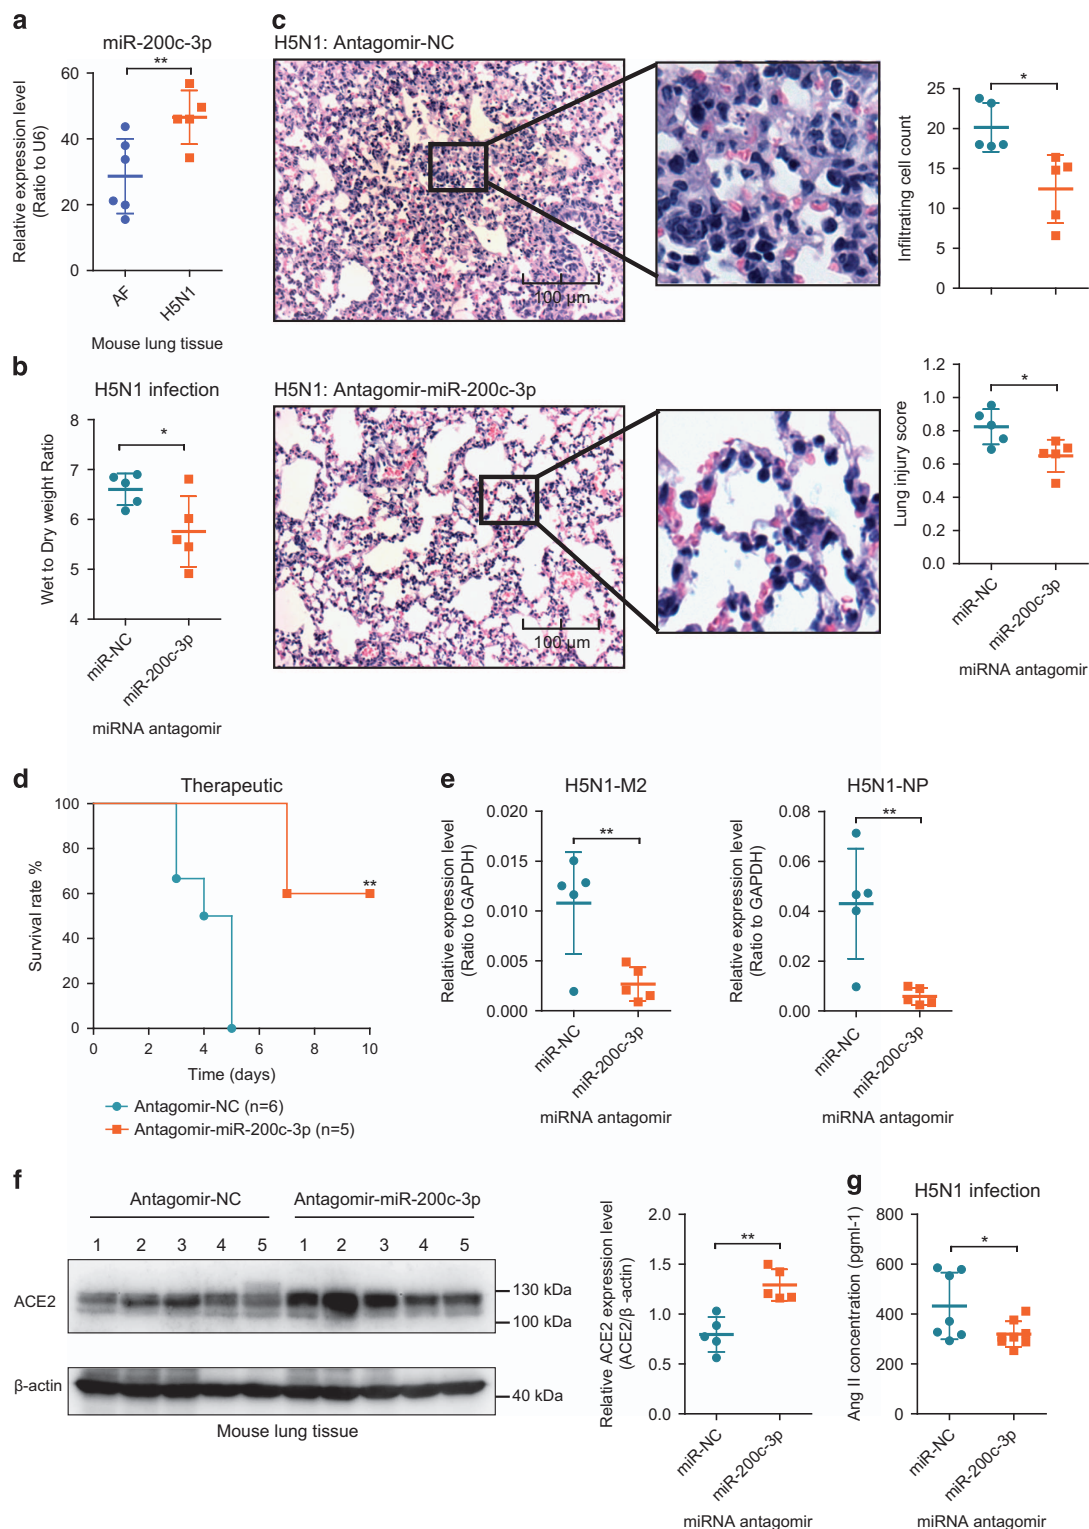 a
miR-200c-3p
**
Relative expression level
(Ratio to U6)
60
40
20
0
AF
H5N1
Mouse lung tissue
b
H5N1 infection
*
Wet to Dry weight Ratio
8
7
6
5
4
miR-NC
miR-200c-3p
miRNA antagomir
c
H5N1: Antagomir-NC
100 µm
*
Infiltrating cell count
25
20
15
10
5
0
H5N1: Antagomir-miR-200c-3p
100 µm
*
Lung injury score
1.2
1.0
0.8
0.6
0.4
0.2
0.0
miR-NC
miR-200c-3p
miRNA antagomir
d
Therapeutic
Survival rate %
100
80
60
40
20
0
**
0 2 4 6 8 10
Time (days)
Antagomir-NC (n=6)
Antagomir-miR-200c-3p (n=5)
e
H5N1-M2
**
Relative expression level
(Ratio to GAPDH)
0.020
0.015
0.010
0.005
0.000
miR-NC
miR-200c-3p
miRNA antagomir
H5N1-NP
**
Relative expression level
(Ratio to GAPDH)
0.08
0.06
0.04
0.02
0.00
miR-NC
miR-200c-3p
miRNA antagomir
f
Antagomir-NC Antagomir-miR-200c-3p
1 2 3 4 5 1 2 3 4 5
ACE2
130 kDa
100 kDa
β-actin
40 kDa
Mouse lung tissue
**
Relative ACE2 expression level
(ACE2/β -actin)
2.0
1.5
1.0
0.5
0.0
miR-NC
miR-200c-3p
miRNA antagomir
g
H5N1 infection
*
Ang II concentration (pgml-1)
800
600
400
200
0
miR-NC
miR-200c-3p
miRNA antagomir